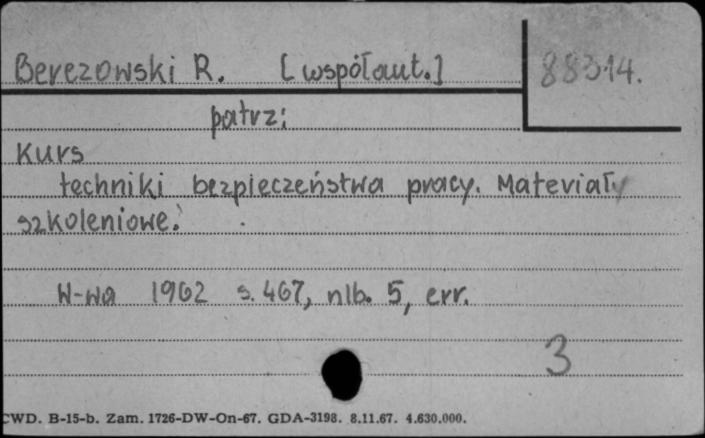 Berezowski R. [współaut.] 88314.
patrz:
Kurs
techniki bezpieczeństwa pracy. Materiały
szkoleniowe.
W-wa 1962 s. 467, nlb. 5, err.
3
CWD. B-15-b. Zam. 1726-DW-On-67. GDA-3198. 8.11.67. 4.630.000.